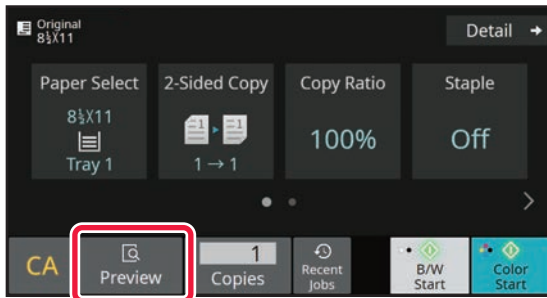 Original
8½X11
Detail
Paper Select
2-Sided Copy
Copy Ratio
Staple
8½X11
Tray 1
1 → 1
100%
Off
CA
Preview
1
Copies
Recent
Jobs
B/W
Start
Color
Start